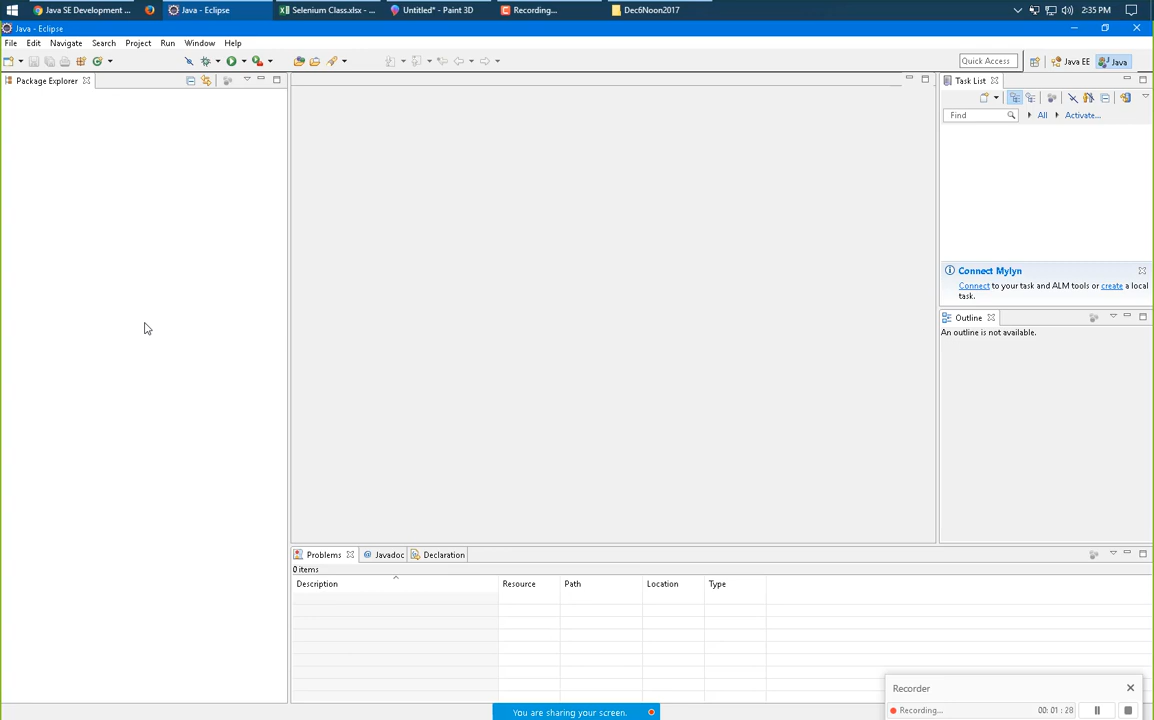 Java SE Development ...
Java - Eclipse
Selenium Class.xlsx - ...
Untitled* - Paint 3D
Recording...
Dec6Noon2017
2:35 PM
Java - Eclipse
File Edit Navigate Search Project Run Window Help
Quick Access
Java EE
Java
Package Explorer
Task List
Find
All
Activate...
Connect Mylyn
Connect to your task and ALM tools or create a local
task.
Outline
An outline is not available.
Problems
@ Javadoc
Declaration
0 items
Description Resource Path Location Type
Recorder
Recording...
00: 01 : 28
You are sharing your screen.